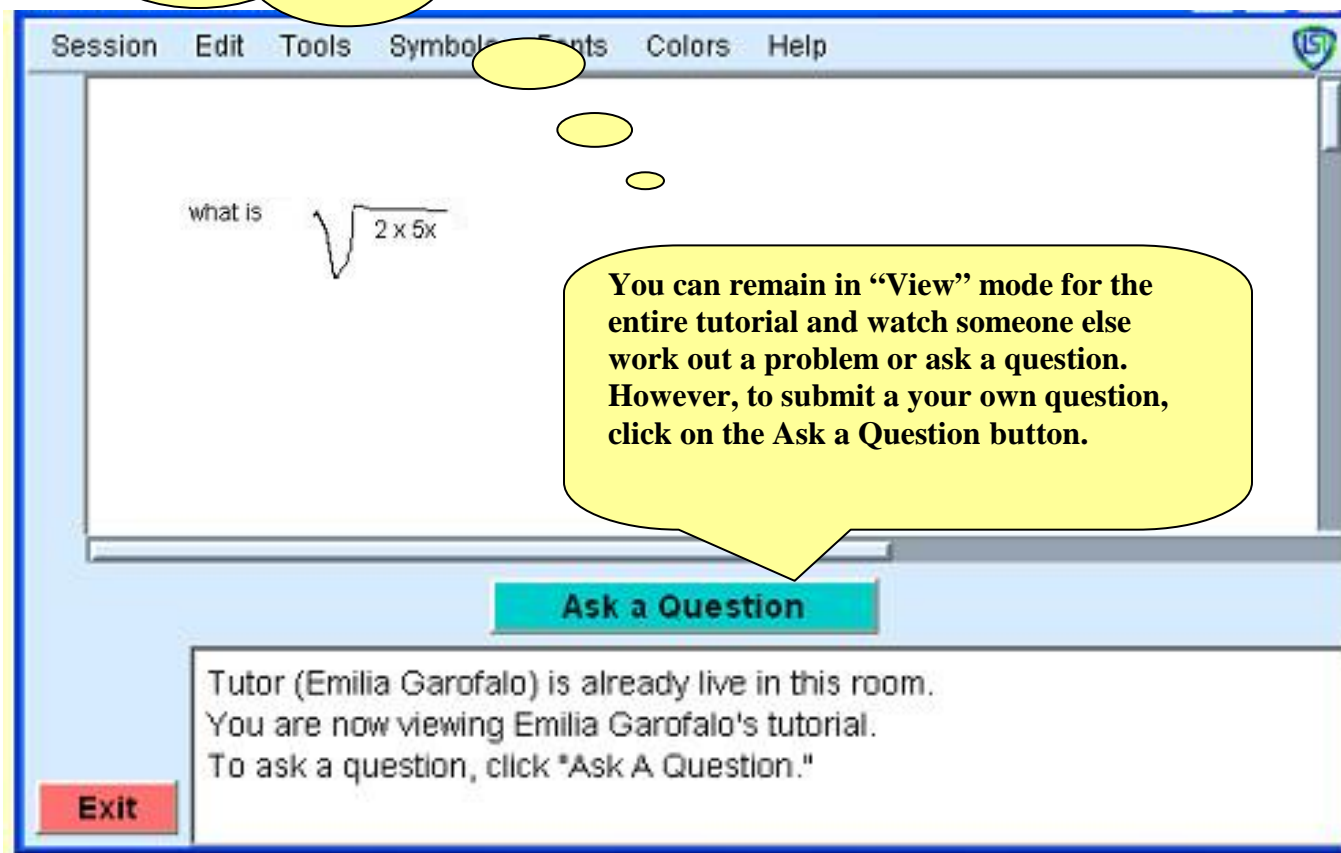 Session Edit Tools Symbols Fonts Colors Help
what is √2 x 5x
You can remain in “View” mode for the
entire tutorial and watch someone else
work out a problem or ask a question.
However, to submit a your own question,
click on the Ask a Question button.
Ask a Question
Tutor (Emilia Garofalo) is already live in this room.
You are now viewing Emilia Garofalo's tutorial.
To ask a question, click "Ask A Question."
Exit